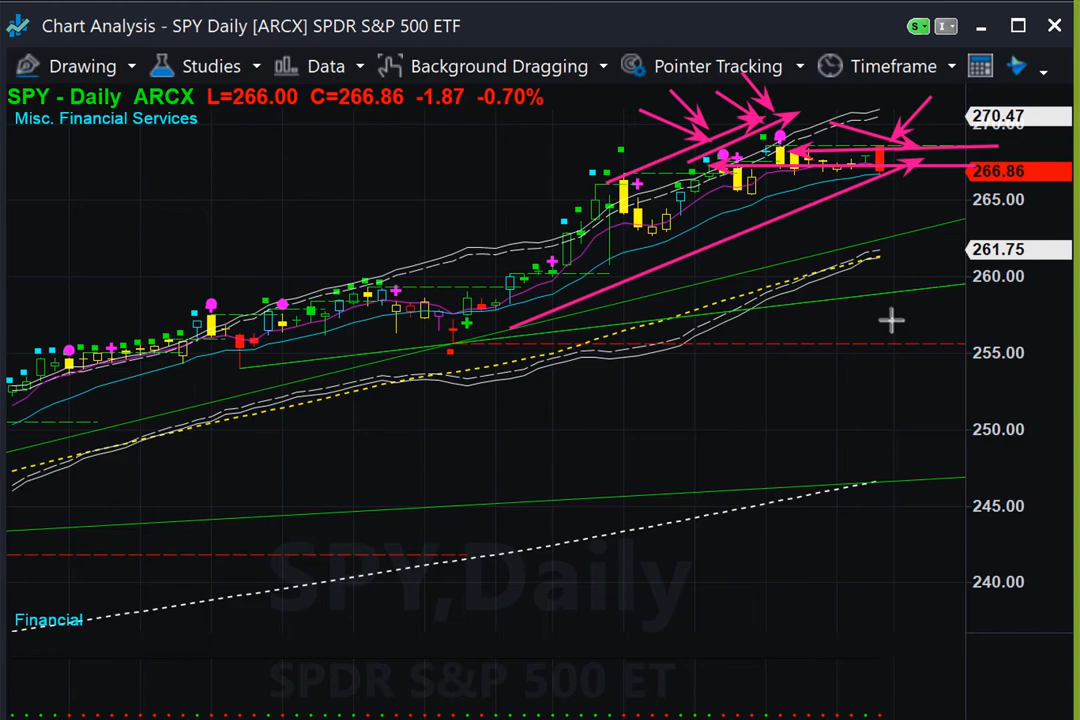 Chart Analysis - SPY Daily [ARCX] SPDR S&P 500 ETF
S
I
Drawing
Studies
Data
Background Dragging
Pointer Tracking
Timeframe
SPY - Daily ARCX L=266.00 C=266.86 -1.87 -0.70%
Misc. Financial Services
270.47
270.00
266.86
265.00
261.75
260.00
255.00
250.00
245.00
240.00
SPY,Daily
Financial
SPDR S&P 500 ET